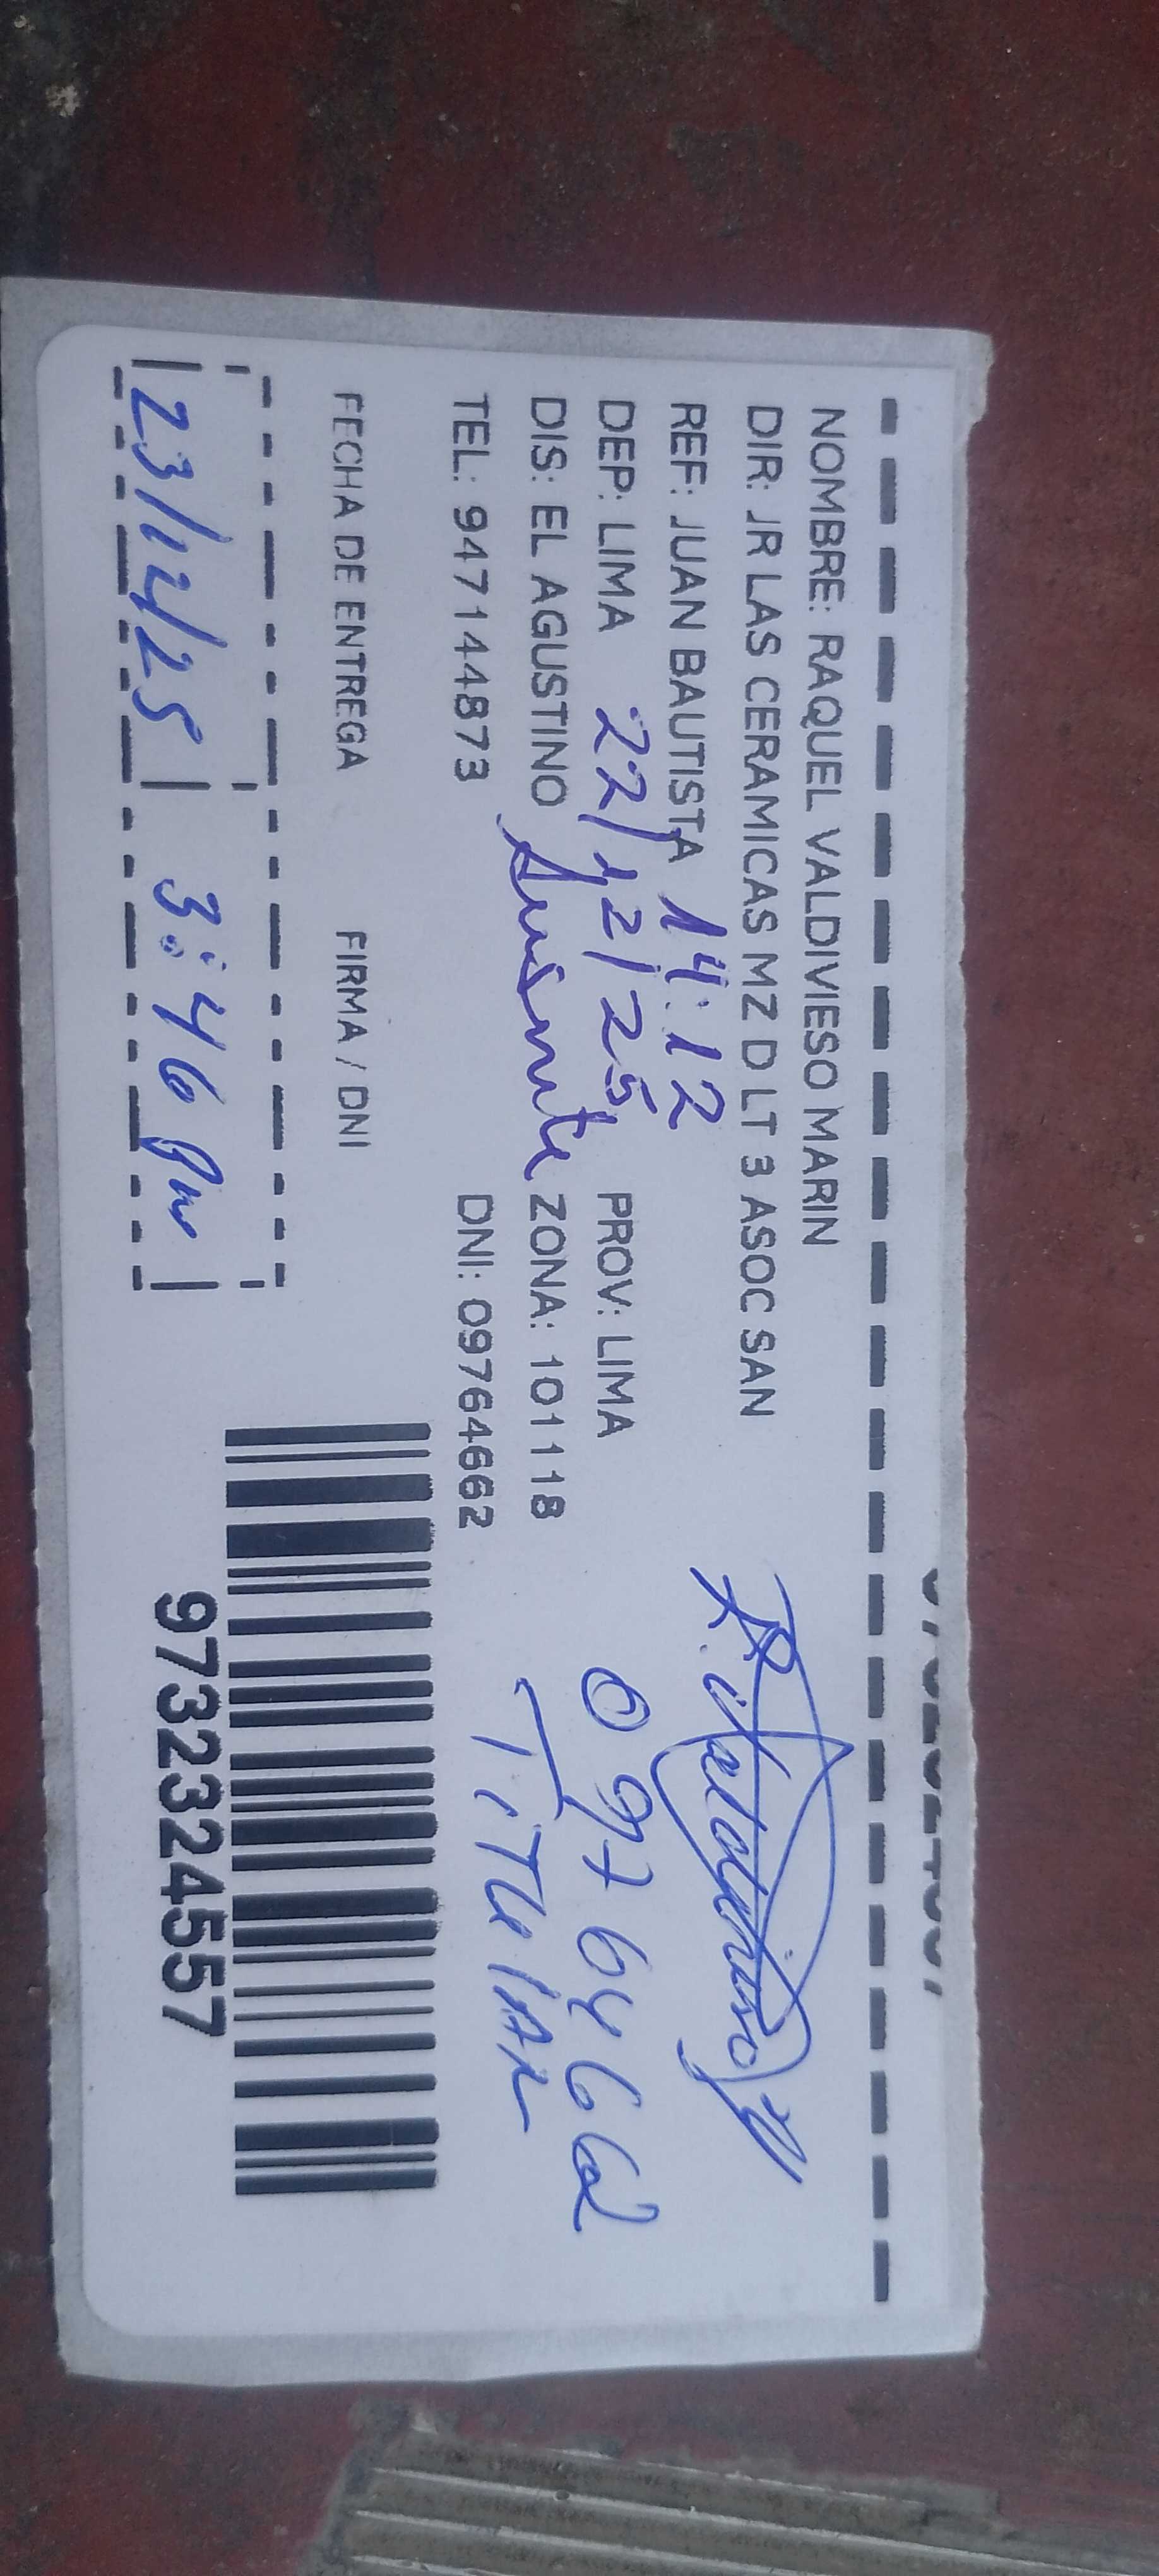 NOMBRE: RAQUEL VALDIVIESO MARIN
DIR: JR LAS CERAMICAS MZ D LT 3 ASOC SAN
REF: JUAN BAUTISTA 14:12
DEP: LIMA 22/12/25 PROV: LIMA
DIS: EL AGUSTINO Ausente ZONA: 101118
TEL: 947144873 DNI: 09764662
R. Valdivieso M
09764662
TiTULAR
FECHA DE ENTREGA FIRMA / DNI
23/12/25 3:46 Pm
9732324557